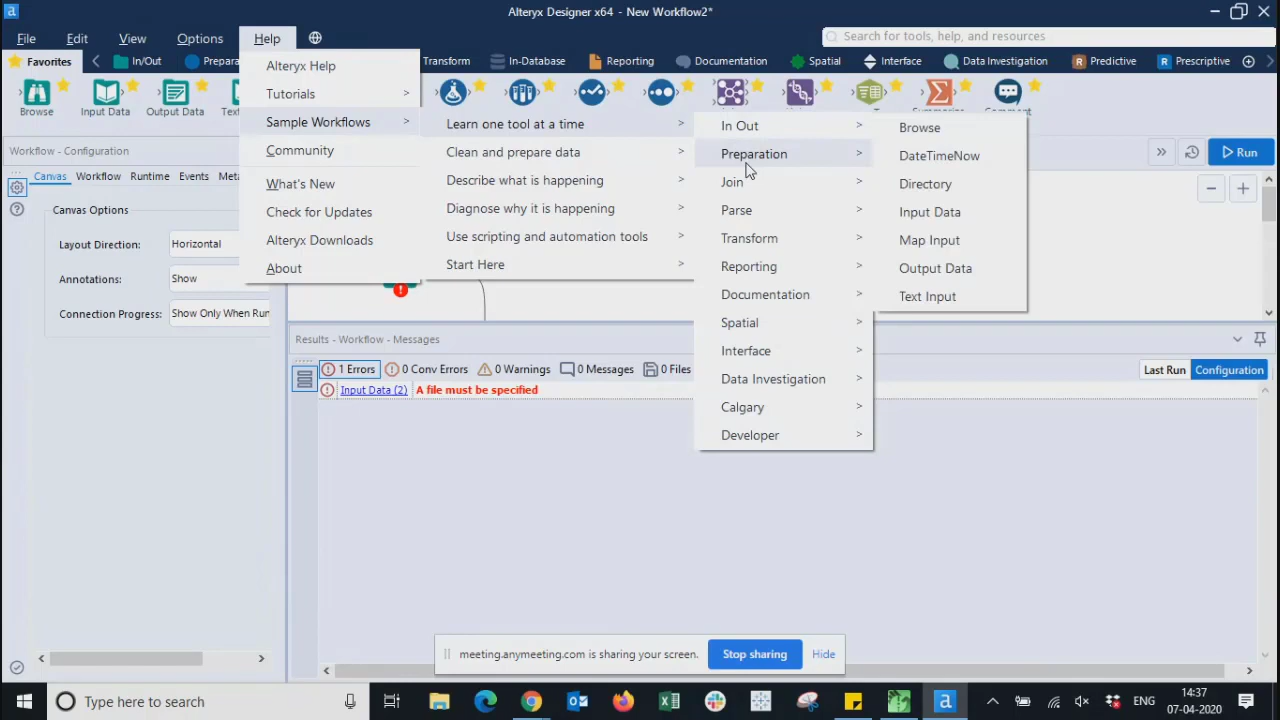 Alteryx Designer x64 - New Workflow2*
File Edit View Options Help
Search for tools, help, and resources
Favorites In/Out Prepara Transform In-Database Reporting Documentation Spatial Interface Data Investigation Predictive Prescriptive
Browse Input Data Output Data Tex
Alteryx Help
Tutorials >
Sample Workflows >
Community
What's New
Check for Updates
Alteryx Downloads
About
Learn one tool at a time >
Clean and prepare data >
Describe what is happening >
Diagnose why it is happening >
Use scripting and automation tools >
Start Here >
In Out >
Preparation >
Join >
Parse >
Transform >
Reporting >
Documentation >
Spatial >
Interface >
Data Investigation >
Calgary >
Developer >
Browse
DateTimeNow
Directory
Input Data
Map Input
Output Data
Text Input
Workflow - Configuration
Run
Canvas Workflow Runtime Events Meta
Canvas Options
Layout Direction: Horizontal
Annotations: Show
Connection Progress: Show Only When Run
Results - Workflow - Messages
1 Errors 0 Conv Errors 0 Warnings 0 Messages 0 Files
Last Run Configuration
Input Data (2) A file must be specified
meeting.anymeeting.com is sharing your screen. Stop sharing Hide
Type here to search
ENG
14:37
07-04-2020